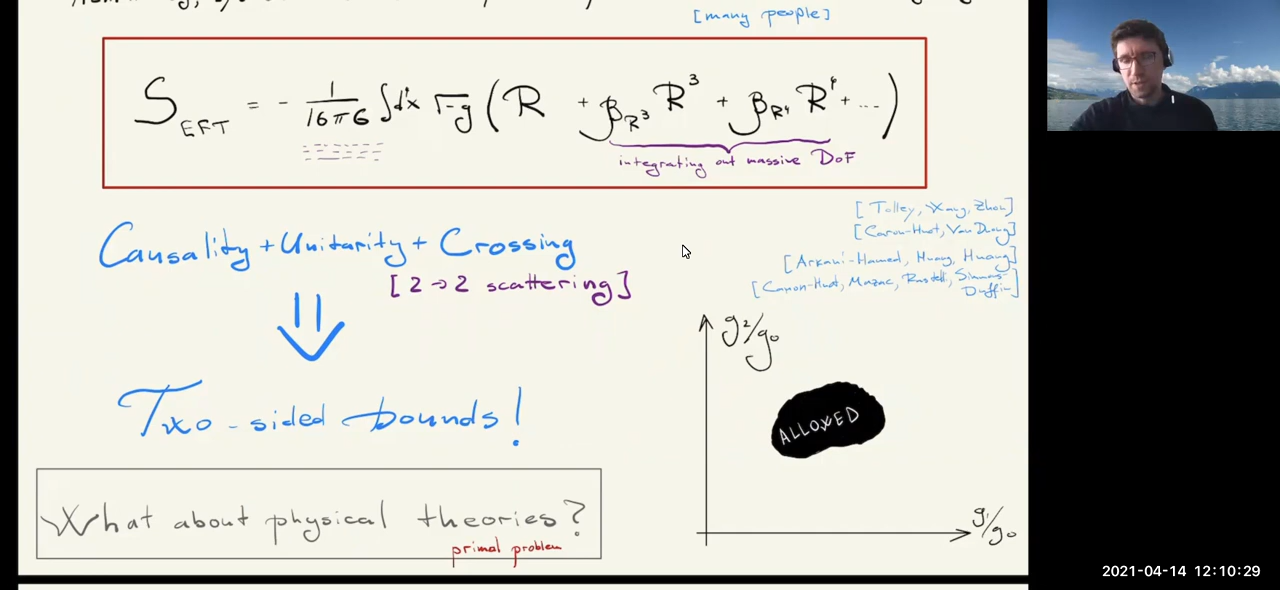 [many people]
S_EFT = - 1/16πG ∫d⁴x √-g (R + β_R³ R³ + β_R⁴ R⁴ + ...)
integrating out massive DoF
[Tolley, Wang, Zhou]
[Caron-Huot, Van Duong]
[Arkani-Hamed, Huang, Huang]
[Caron-Huot, Mazac, Rastelli, Simmons-
Duffin]
Causality + Unitarity + Crossing
[2→2 scattering]
⇓
Two-sided bounds!
g²/g₀
ALLOWED
g¹/g₀
What about physical theories?
primal problem
2021-04-14 12:10:29